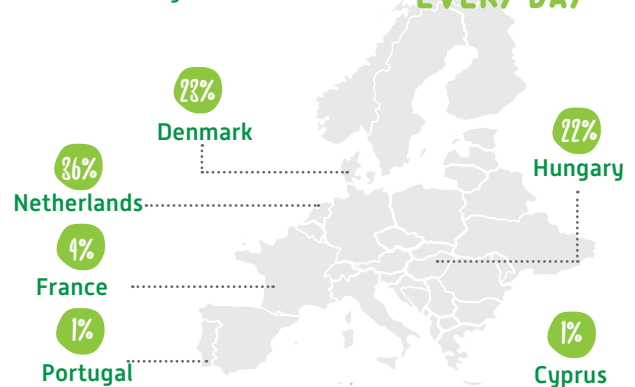 EVERY DAY
23%
Denmark
22%
Hungary
36%
Netherlands
4%
France
1%
Portugal
1%
Cyprus